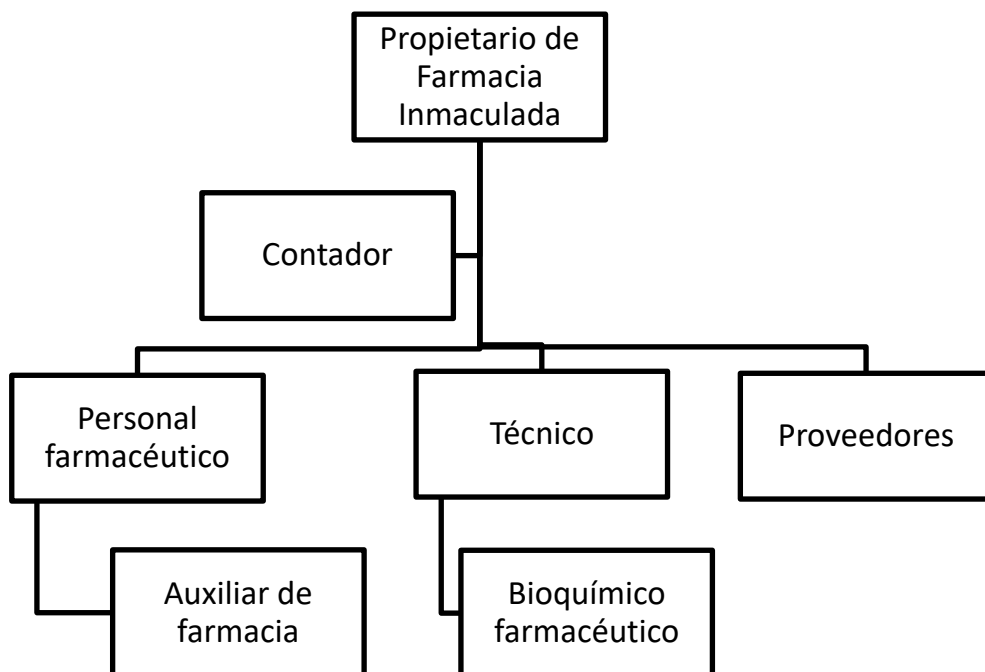 Propietario de
Farmacia
Inmaculada
Contador
Personal
farmacéutico
Técnico
Proveedores
Auxiliar de
farmacia
Bioquímico
farmacéutico